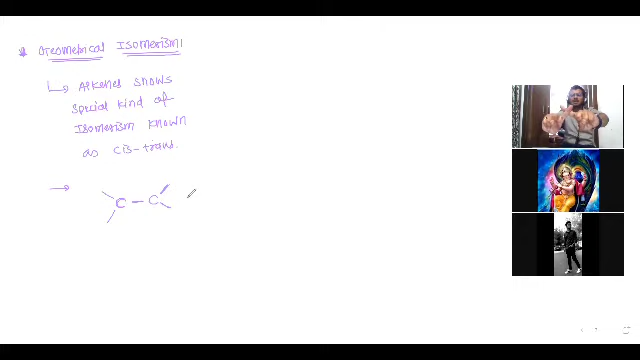 * Geometrical Isomerism
↳ Alkenes shows
special kind of
Isomerism known
as cis-trans.
→
C - C